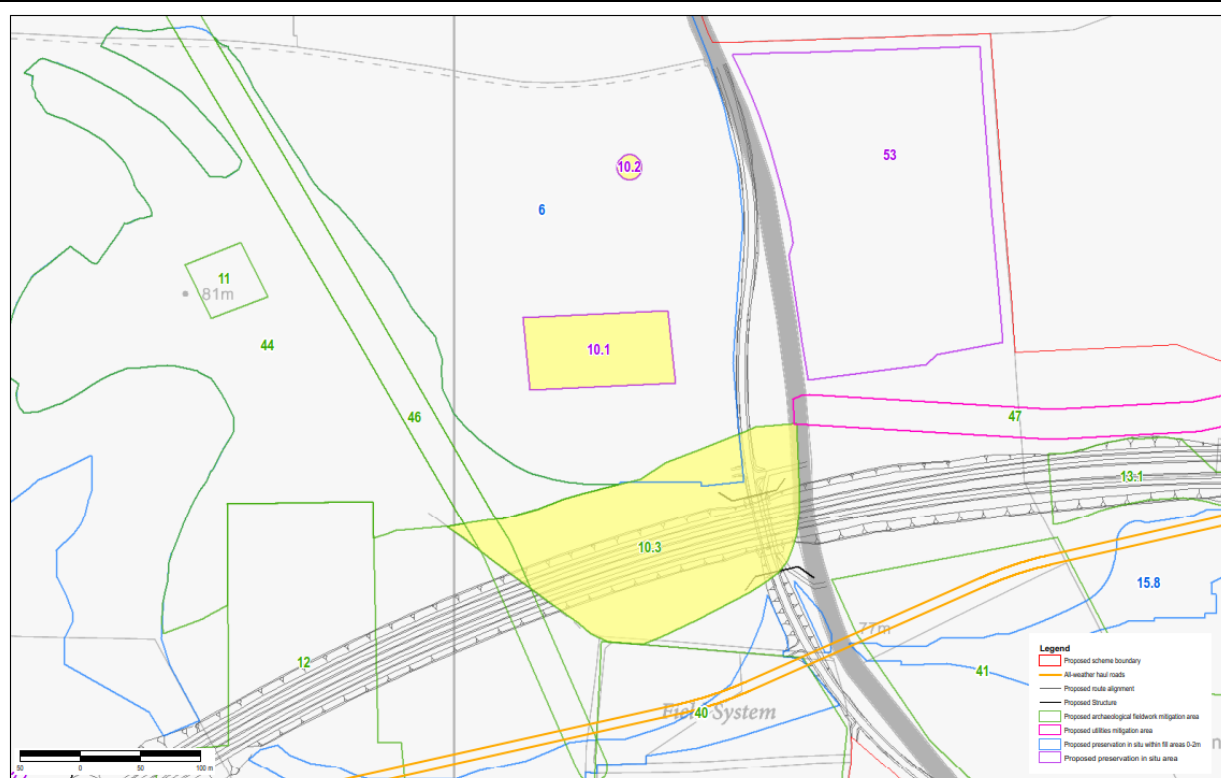 53
10.2
6
11
81m
44
10.1
46
47
13.1
10.3
15.8
77m
12
41
40
Field System
Legend
Proposed scheme boundary
All-weather haul roads
Proposed route alignment
Proposed Structure
Proposed archaeological fieldwork mitigation area
Proposed utilities mitigation area
Proposed preservation in situ within fill areas 0-2m
Proposed preservation in situ area
50 0 50 100 m